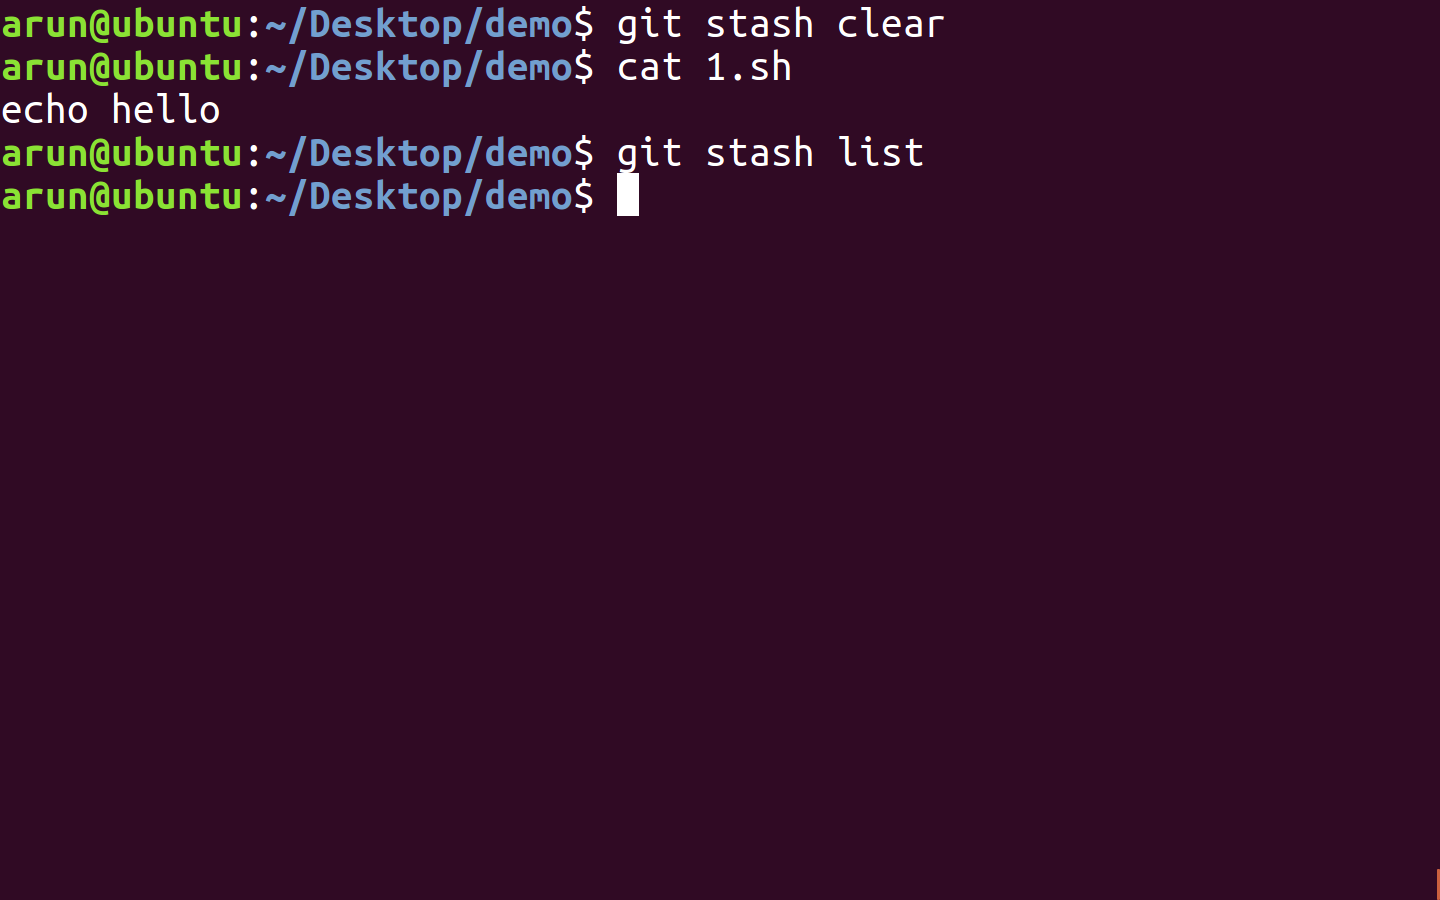 arun@ubuntu:~/Desktop/demo$ git stash clear
arun@ubuntu:~/Desktop/demo$ cat 1.sh
echo hello
arun@ubuntu:~/Desktop/demo$ git stash list
arun@ubuntu:~/Desktop/demo$